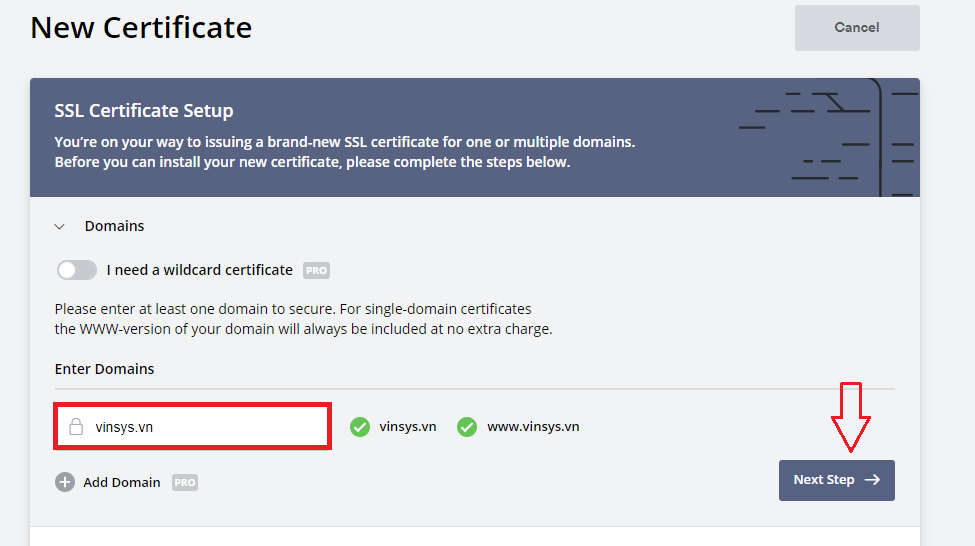 New Certificate
Cancel
SSL Certificate Setup
You’re on your way to issuing a brand-new SSL certificate for one or multiple domains.
Before you can install your new certificate, please complete the steps below.
Domains
I need a wildcard certificate PRO
Please enter at least one domain to secure. For single-domain certificates
the WWW-version of your domain will always be included at no extra charge.
Enter Domains
vinsys.vn vinsys.vn www.vinsys.vn
Add Domain PRO
Next Step